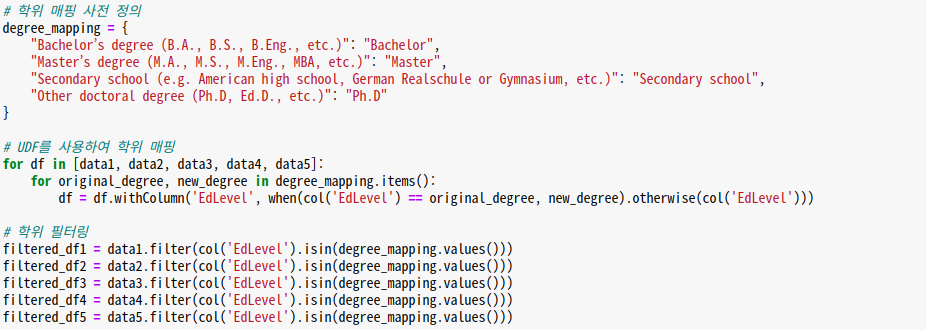 # 학위 매핑 사전 정의
degree_mapping = {
    "Bachelor's degree (B.A., B.S., B.Eng., etc.)": "Bachelor",
    "Master's degree (M.A., M.S., M.Eng., MBA, etc.)": "Master",
    "Secondary school (e.g. American high school, German Realschule or Gymnasium, etc.)": "Secondary school",
    "Other doctoral degree (Ph.D, Ed.D., etc.)": "Ph.D"
}
# UDF를 사용하여 학위 매핑
for df in [data1, data2, data3, data4, data5]:
    for original_degree, new_degree in degree_mapping.items():
        df = df.withColumn('EdLevel', when(col('EdLevel') == original_degree, new_degree).otherwise(col('EdLevel')))
# 학위 필터링
filtered_df1 = data1.filter(col('EdLevel').isin(degree_mapping.values()))
filtered_df2 = data2.filter(col('EdLevel').isin(degree_mapping.values()))
filtered_df3 = data3.filter(col('EdLevel').isin(degree_mapping.values()))
filtered_df4 = data4.filter(col('EdLevel').isin(degree_mapping.values()))
filtered_df5 = data5.filter(col('EdLevel').isin(degree_mapping.values()))